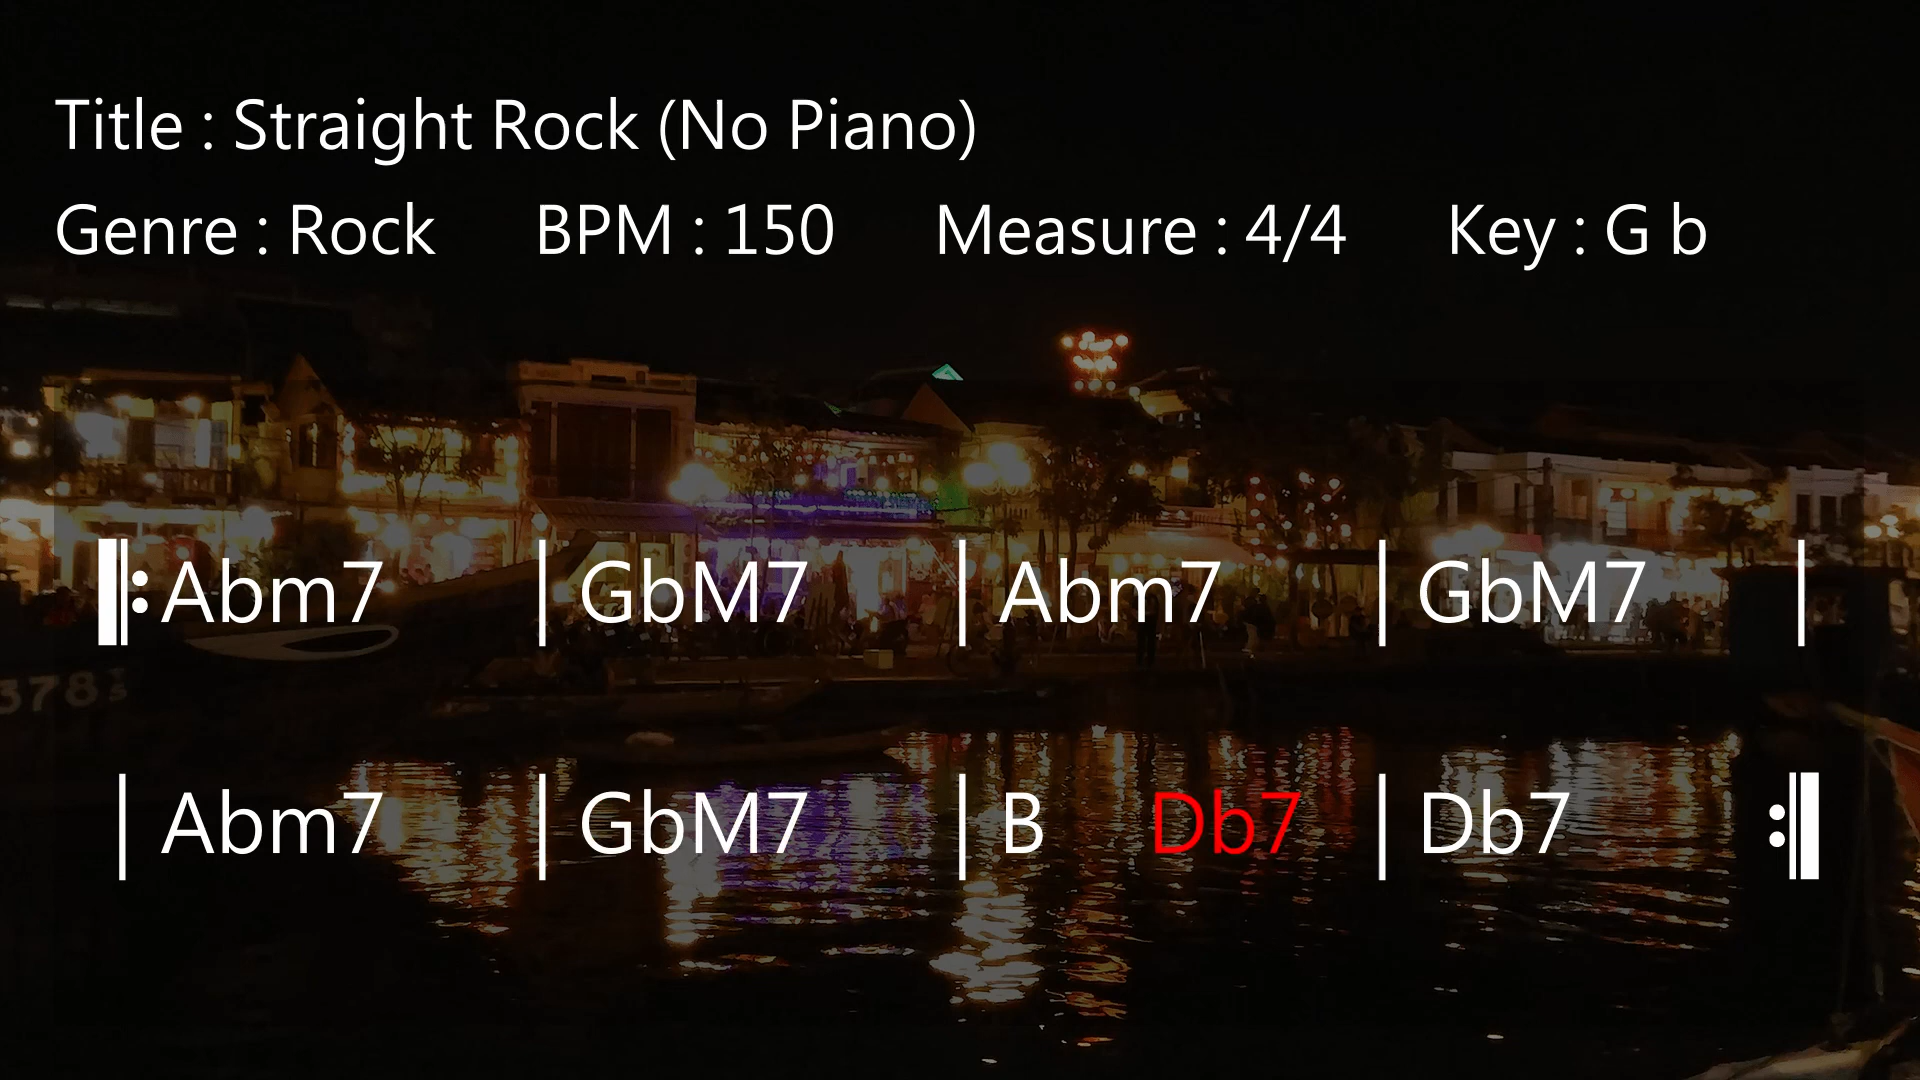 Title : Straight Rock (No Piano)
Genre : Rock BPM : 150 Measure : 4/4 Key : G b
Abm7 GbM7 Abm7 GbM7
378
Abm7 GbM7 B Db7 Db7